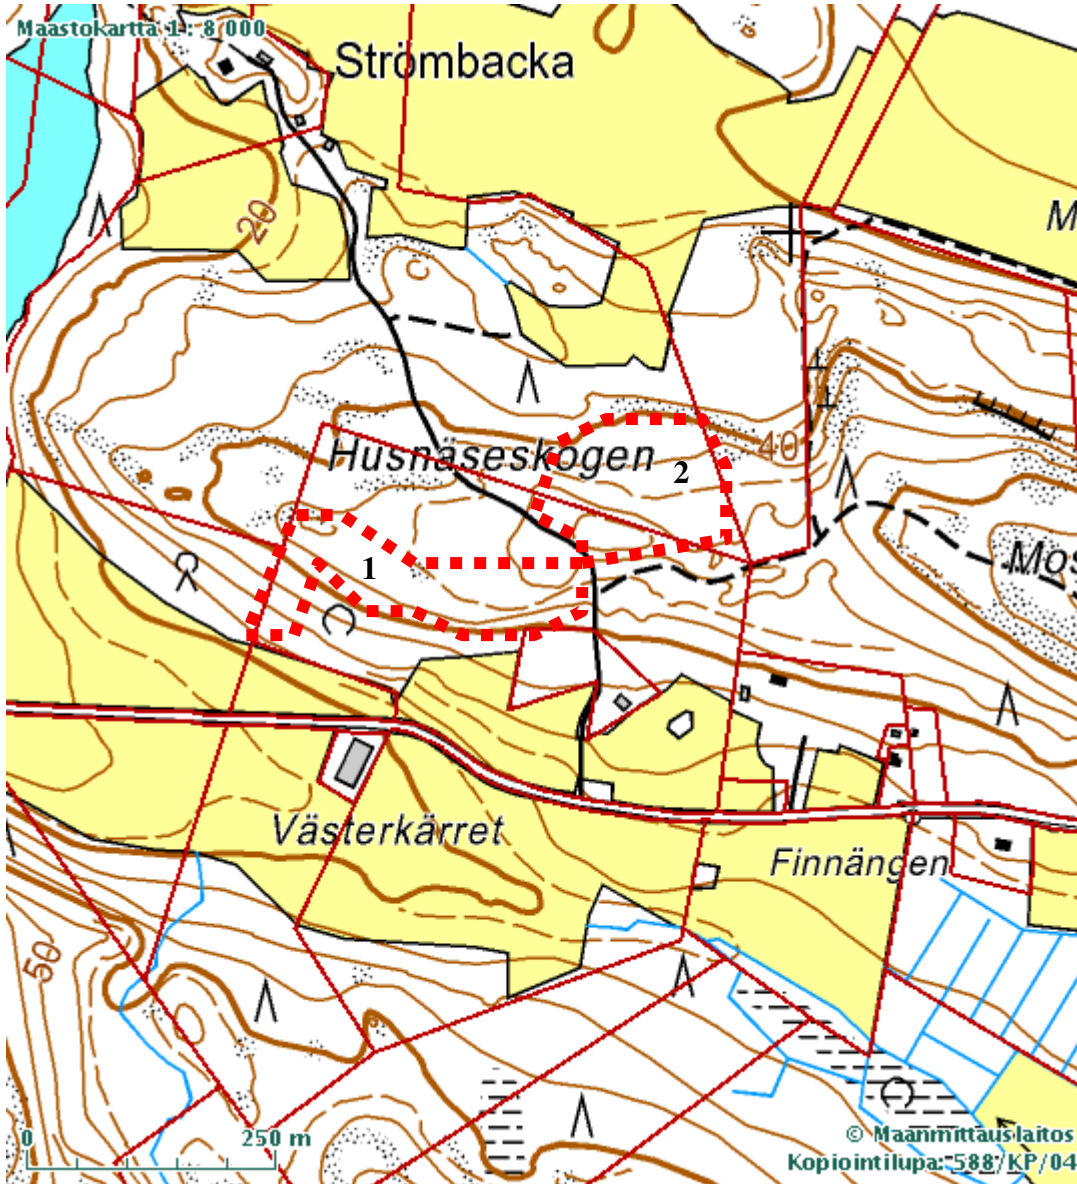 Maastokartta 1 : 8 000
Strömbacka
20
M
Husnäseskogen
40
2
1
Mos
Västerkärret
Finnängen
50
0 250 m
© Maanmittauslaitos
Kopiointilupa: 588/KP/04